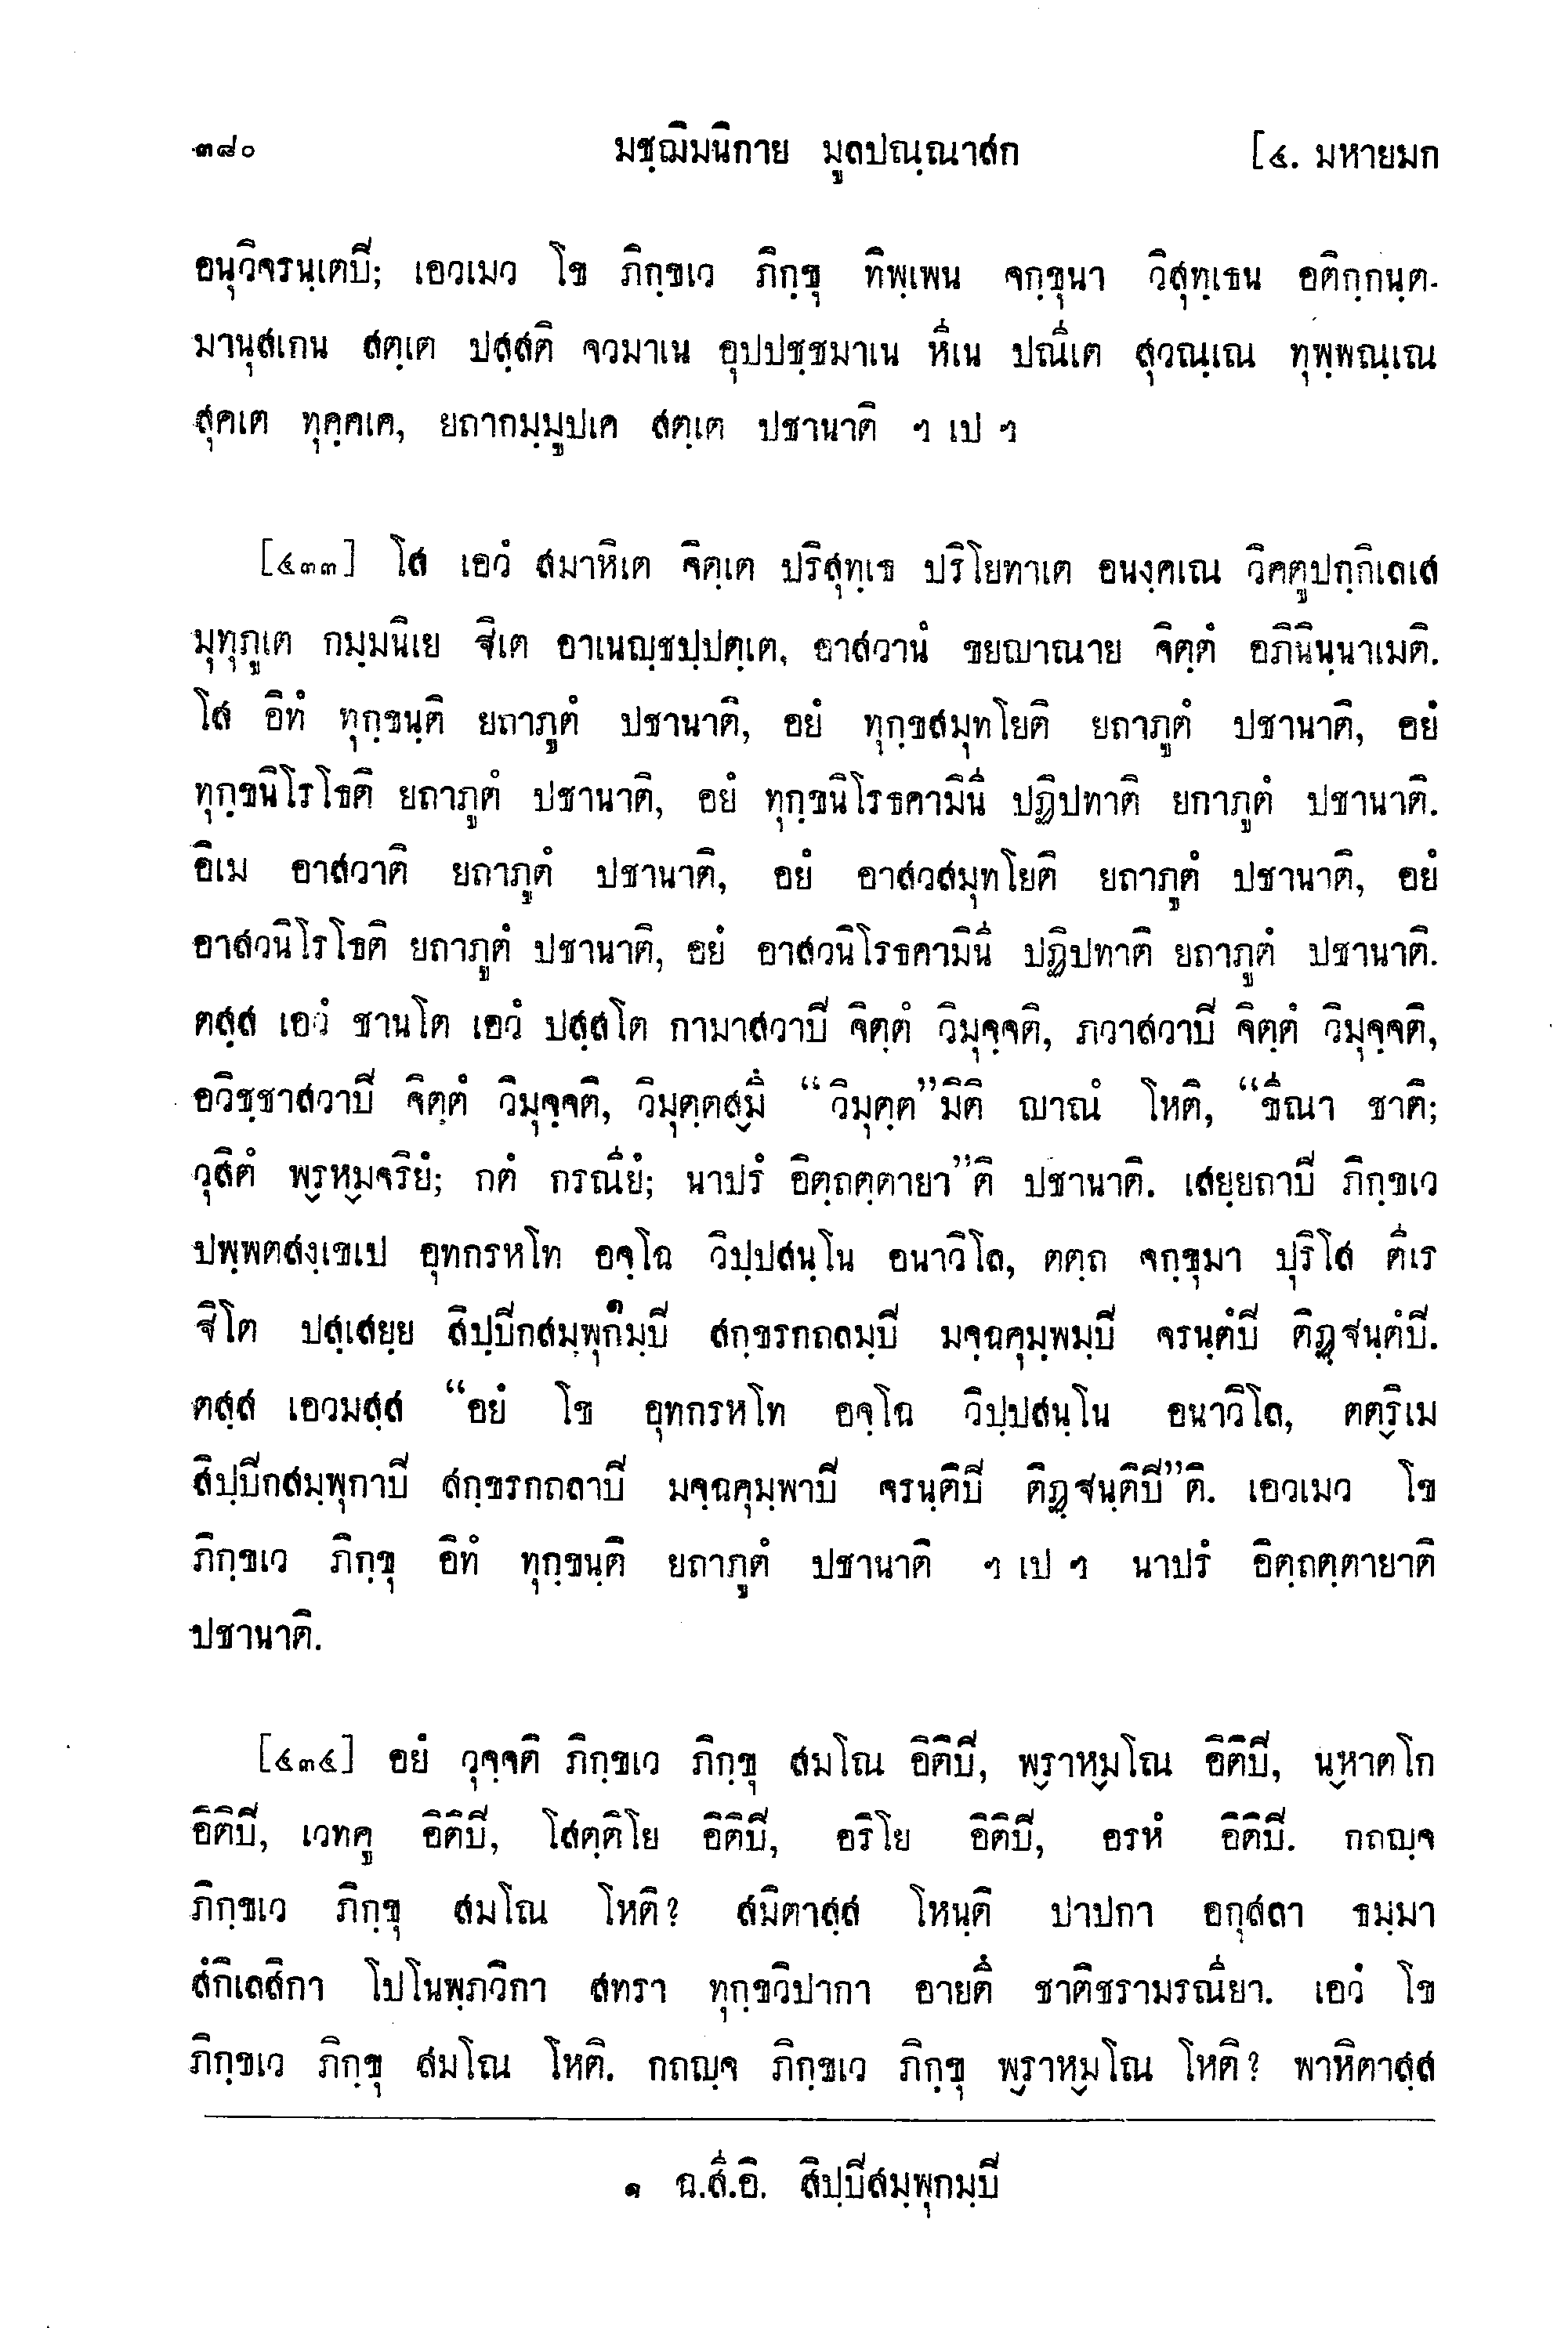 ๓๘๐ มชฺฌิมนิกาย มูลปณฺณาสก [๔. มหายมก
อนุวิจรนฺเตปิ; เอวเมว โข ภิกฺขเว ภิกฺขุ ทิพฺเพน จกฺขุนา วิสุทฺเธน อติกฺกนฺต-
มานุสเกน สตฺเต ปสฺสติ จวมาเน อุปปชฺชมาเน หีเน ปณีเต สุวณฺเณ ทุพฺพณฺเณ
สุคเต ทุคฺคเต, ยถากมฺมูปเค สตฺเต ปชานาติ ฯ เป ฯ
[๔๓๓] โส เอวํ สมาหิเต จิตฺเต ปริสุทฺเธ ปริโยทาเต อนงฺคเณ วิคตูปกฺกิเลเส
มุทุภูเต กมฺมนิเย ฐิเต อาเนญฺชปฺปตฺเต, อาสวานํ ขยญาณาย จิตฺตํ อภินินฺนาเมติ.
โส อิทํ ทุกฺขนฺติ ยถาภูตํ ปชานาติ, อยํ ทุกฺขสมุทโยติ ยถาภูตํ ปชานาติ, อยํ
ทุกฺขนิโรโธติ ยถาภูตํ ปชานาติ, อยํ ทุกฺขนิโรธคามินี ปฏิปทาติ ยถาภูตํ ปชานาติ.
อิเม อาสวาติ ยถาภูตํ ปชานาติ, อยํ อาสวสมุทโยติ ยถาภูตํ ปชานาติ, อยํ
อาสวนิโรโธติ ยถาภูตํ ปชานาติ, อยํ อาสวนิโรธคามินี ปฏิปทาติ ยถาภูตํ ปชานาติ.
ตสฺส เอวํ ชานโต เอวํ ปสฺสโต กามาสวาปิ จิตฺตํ วิมุจฺจติ, ภวาสวาปิ จิตฺตํ วิมุจฺจติ,
อวิชฺชาสวาปิ จิตฺตํ วิมุจฺจติ, วิมุตฺตสฺมึ “วิมุตฺต”มิติ ญาณํ โหติ, “ขีณา ชาติ;
วุสิตํ พฺรหฺมจริยํ; กตํ กรณียํ; นาปรํ อิตฺถตฺตายา”ติ ปชานาติ. เสยฺยถาปิ ภิกฺขเว
ปพฺพตสงฺเขเป อุทกรหโท อจฺโฉ วิปฺปสนฺโน อนาวิโล, ตตฺถ จกฺขุมา ปุริโส ตีเร
ฐิโต ปสฺเสยฺย สิปฺปิกสมฺพุกมฺปิ๑ สกฺขรกถลมฺปิ มจฺฉคุมฺพมฺปิ จรนฺตํปิ ติฏฺฐนฺตํปิ.
ตสฺส เอวมสฺส “อยํ โข อุทกรหโท อจฺโฉ วิปฺปสนฺโน อนาวิโล, ตตฺริเม
สิปฺปิกสมฺพุกาปิ สกฺขรกถลาปิ มจฺฉคุมฺพาปิ จรนฺติปิ ติฏฺฐนฺติปิ”ติ. เอวเมว โข
ภิกฺขเว ภิกฺขุ อิทํ ทุกฺขนฺติ ยถาภูตํ ปชานาติ ฯ เป ฯ นาปรํ อิตฺถตฺตายาติ
ปชานาติ.
[๔๓๔] อยํ วุจฺจติ ภิกฺขเว ภิกฺขุ สมโณ อิติปิ, พฺราหฺมโณ อิติปิ, นฺหาตโก
อิติปิ, เวทคู อิติปิ, โสตฺติโย อิติปิ, อริโย อิติปิ, อรหํ อิติปิ. กถญฺจ
ภิกฺขเว ภิกฺขุ สมโณ โหติ? สมิตาสฺส โหนฺติ ปาปกา อกุสลา ธมฺมา
สํกิเลสิกา โปโนพฺภวิกา สทรา ทุกฺขวิปากา อายตึ ชาติชรามรณียา. เอวํ โข
ภิกฺขเว ภิกฺขุ สมโณ โหติ. กถญฺจ ภิกฺขเว ภิกฺขุ พฺราหฺมโณ โหติ? พาหิตาสฺส
๑ ฉ.สี.อิ. สิปฺปิสมฺพุกมฺปิ